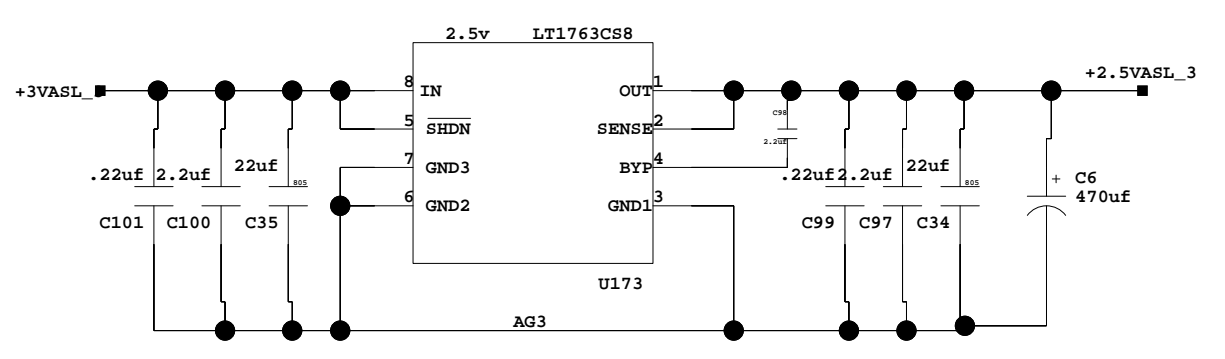 2.5v LT1763CS8
+3VASL_
8 IN OUT 1
+2.5VASL_3
5 SHDN SENSE 2
C98
2.2uf
7 GND3 BYP 4
.22uf 2.2uf 22uf 805
.22uf 2.2uf 22uf 805
+ C6
470uf
6 GND2 GND1 3
C101 C100 C35
C99 C97 C34
U173
AG3